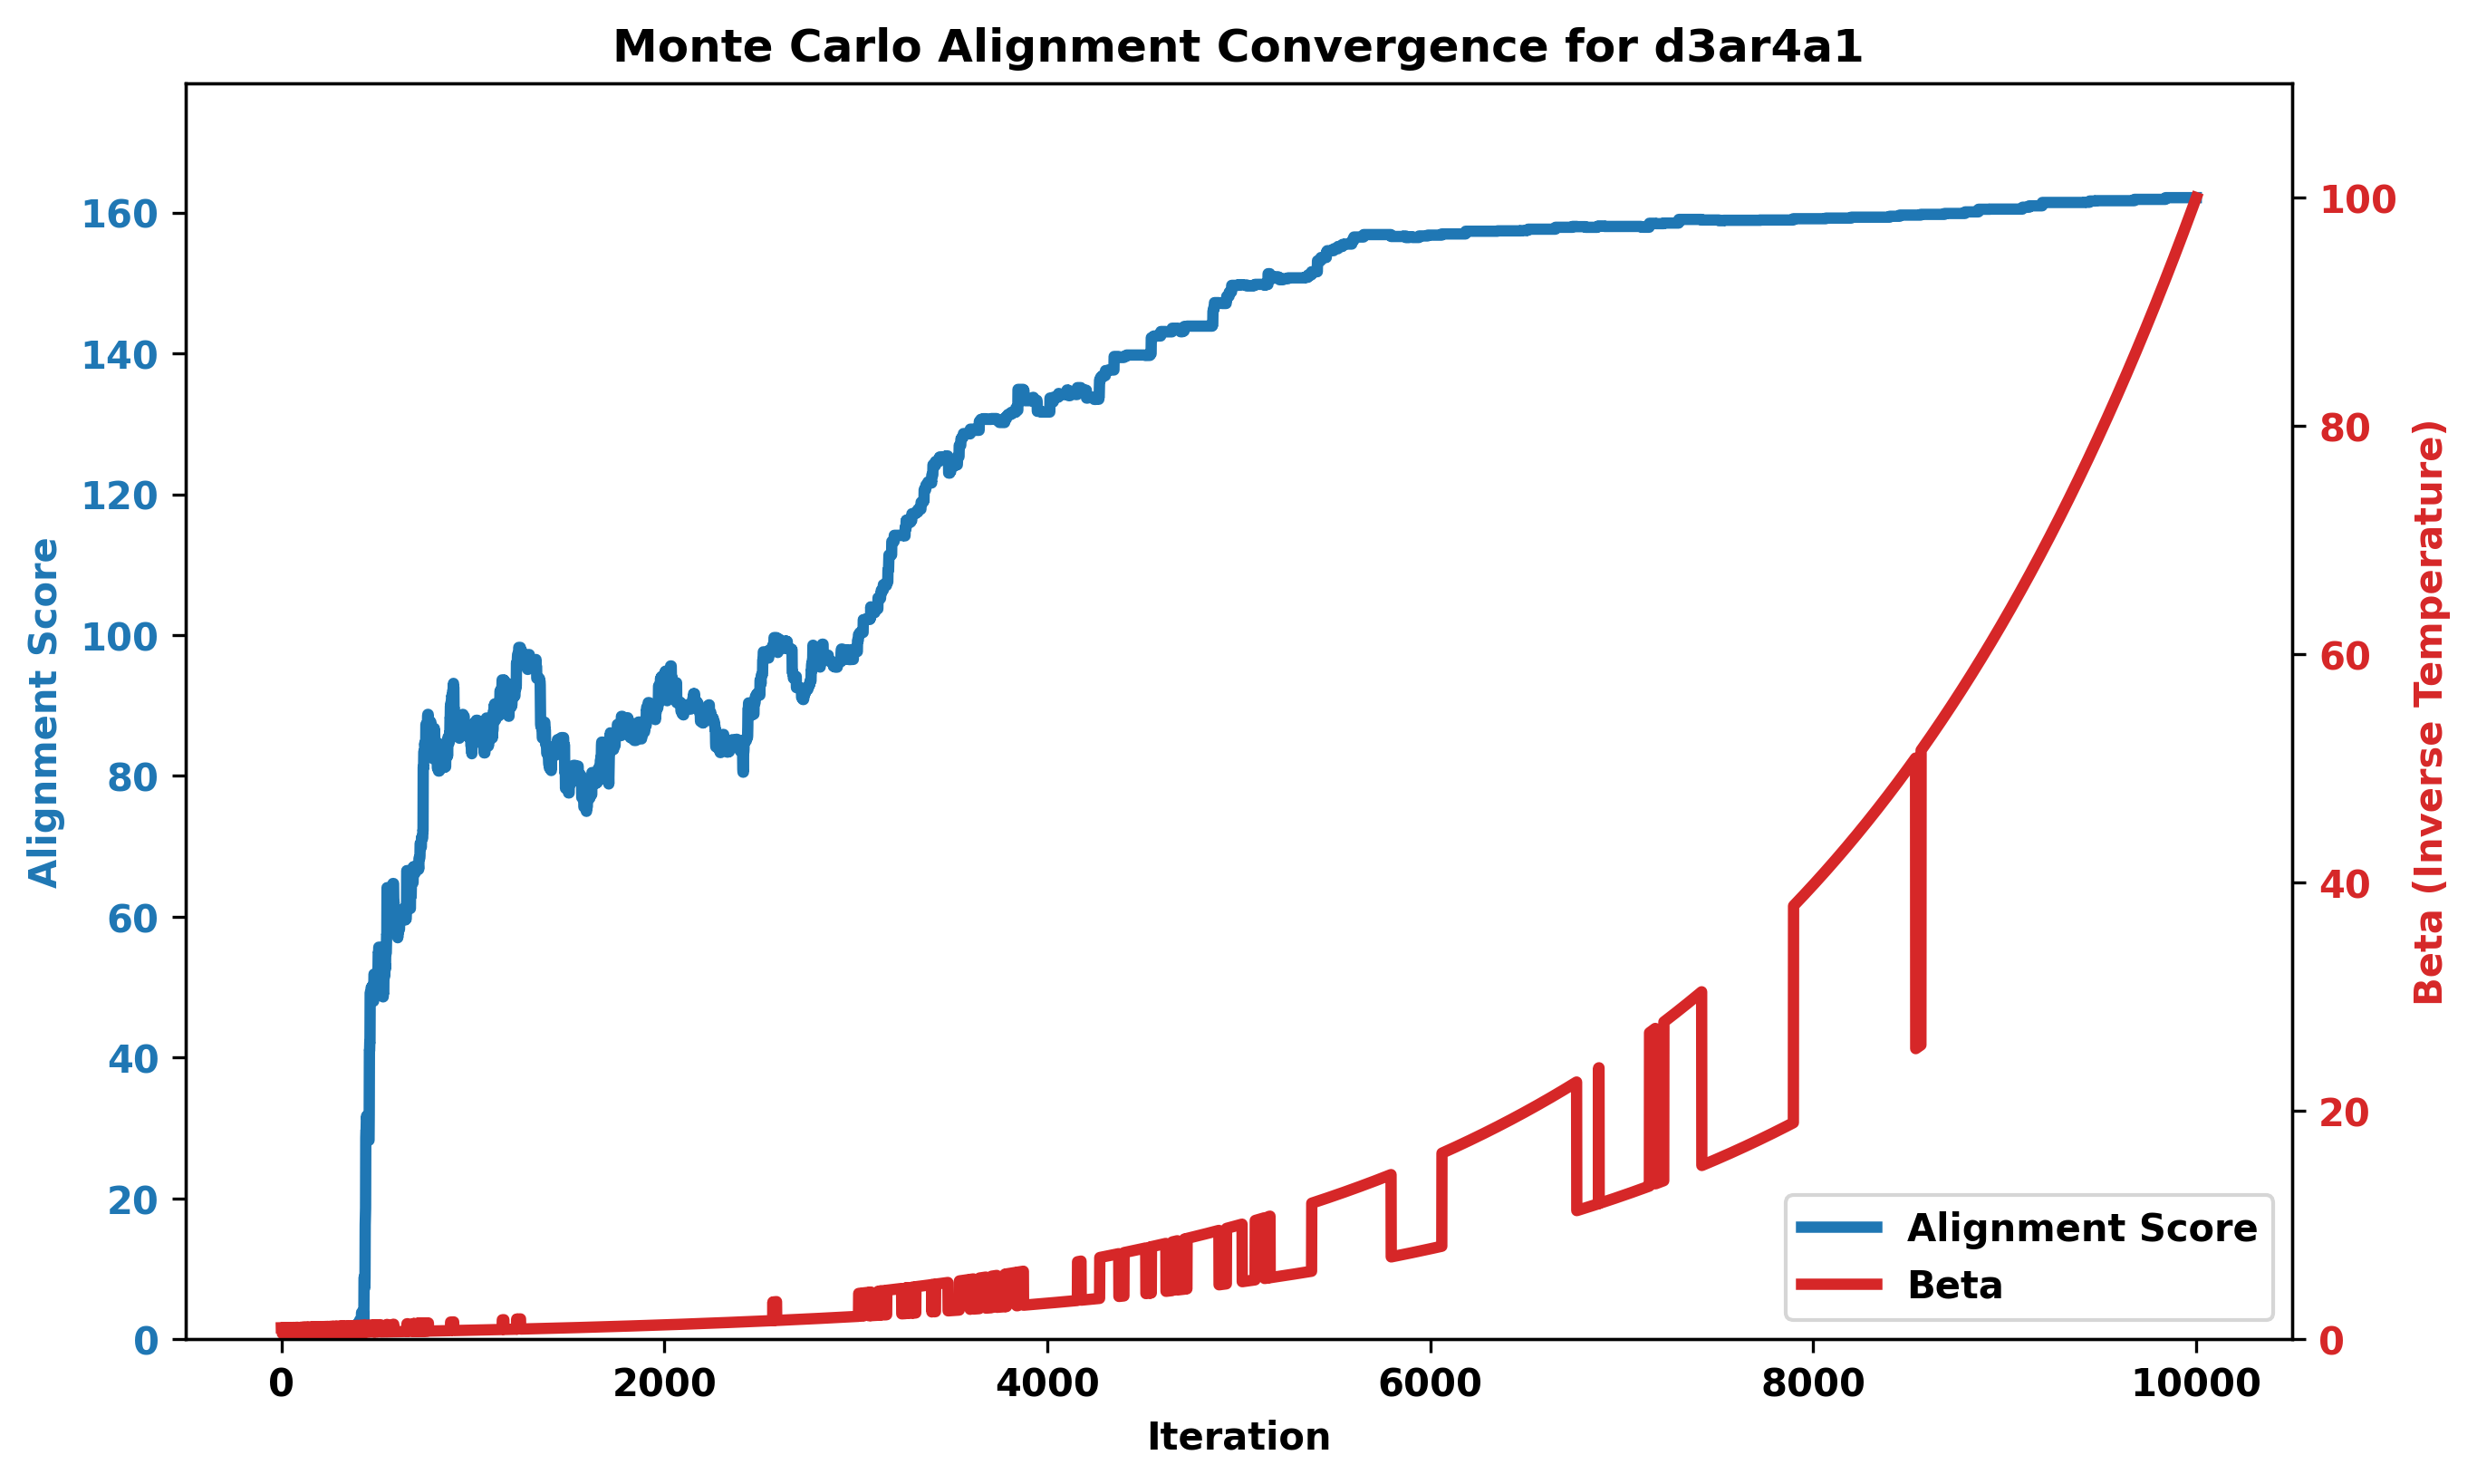 Monte Carlo Alignment Convergence for d3ar4a1
160
140
120
100
80
60
40
20
0
Alignment Score
100
80
60
40
20
0
Beta (Inverse Temperature)
Alignment Score
Beta
0 2000 4000 6000 8000 10000
Iteration